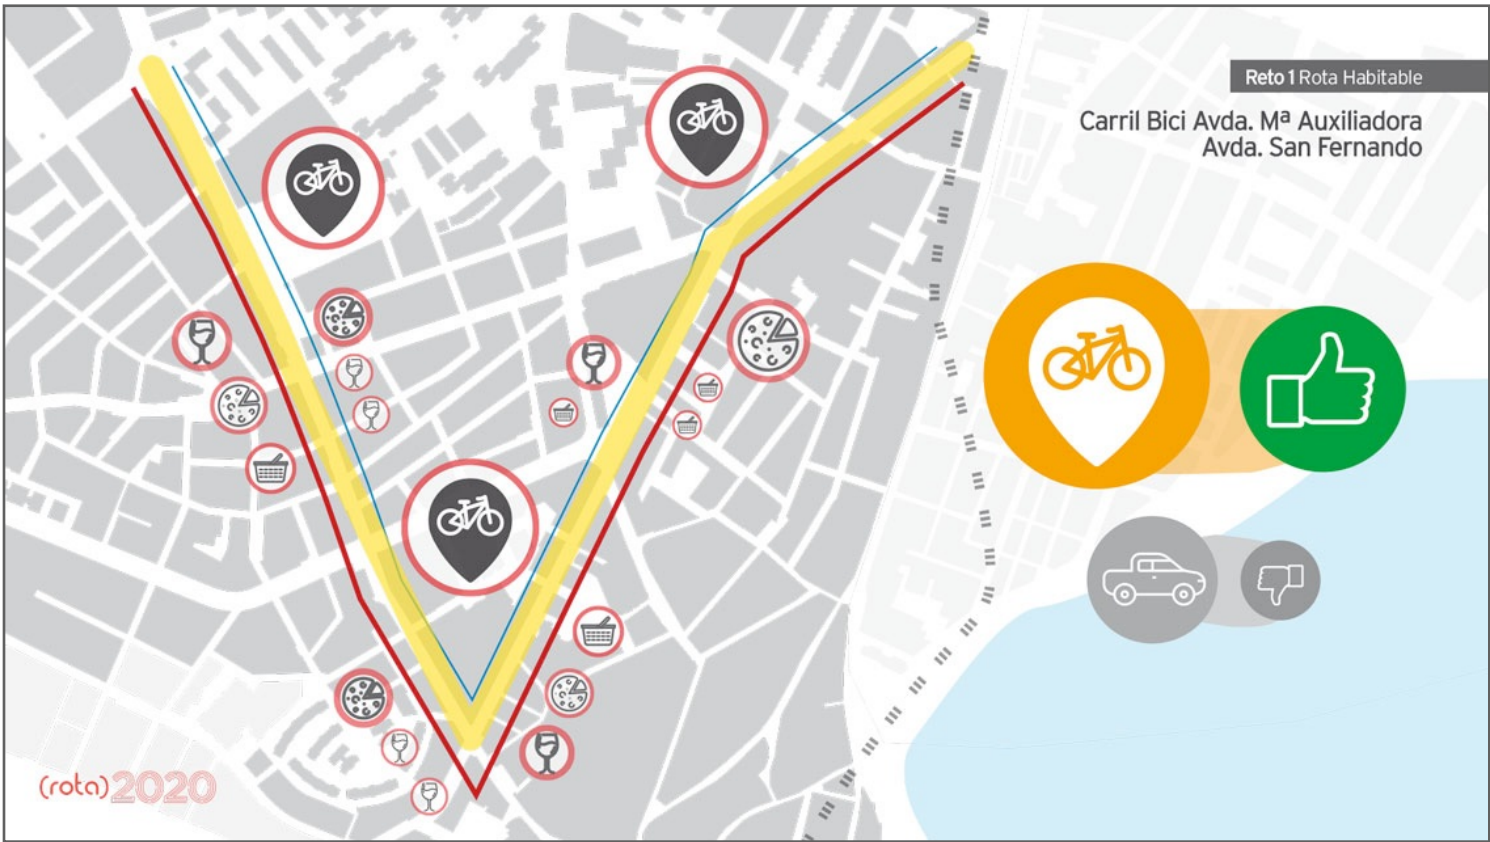 Reto 1 Rota Habitable
Carril Bici Avda. Mª Auxiliadora
Avda. San Fernando
(rota) 2020